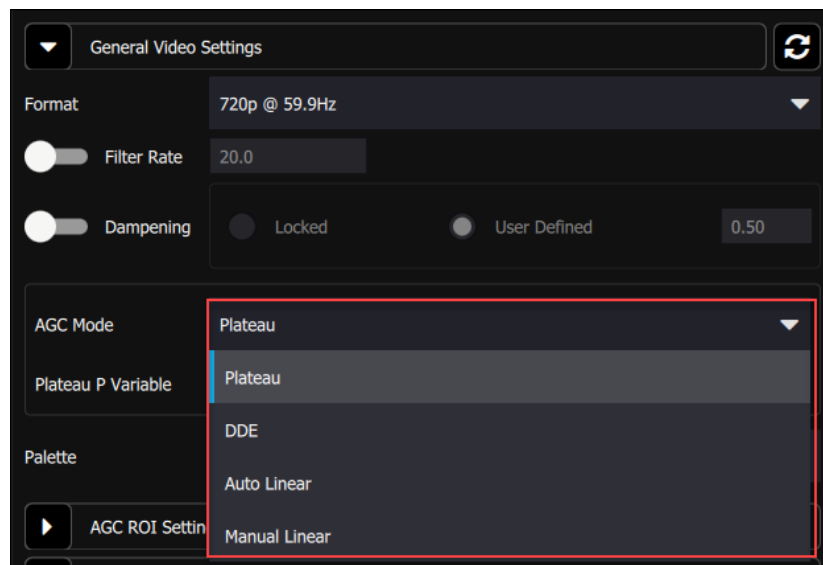 General Video Settings
Format
720p @ 59.9Hz
Filter Rate
20.0
Dampening
Locked
User Defined
0.50
AGC Mode
Plateau
Plateau P Variable
Plateau
DDE
Palette
Auto Linear
AGC ROI Settin
Manual Linear